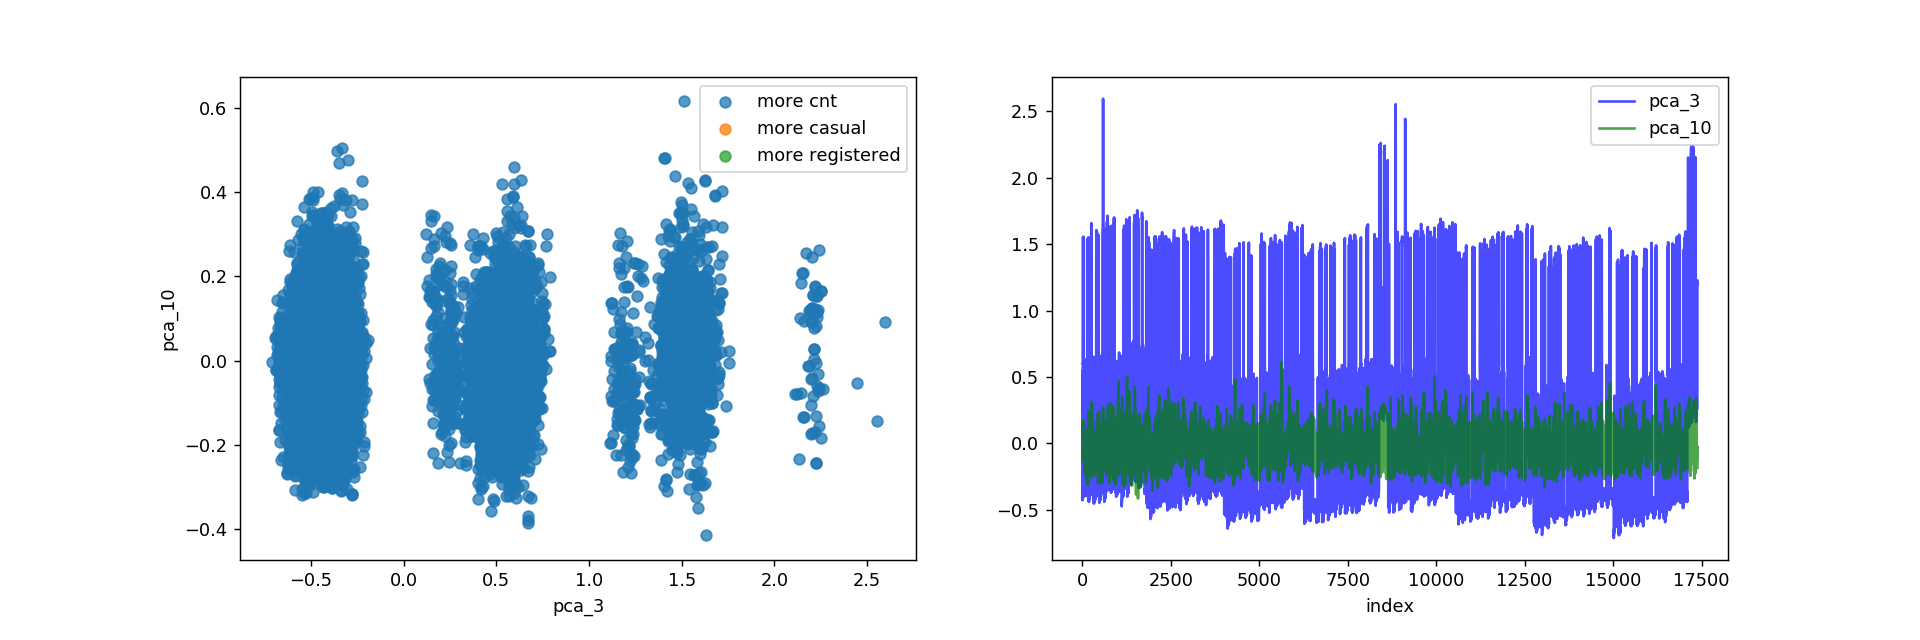 more cnt
more casual
more registered
0.6
0.4
0.2
0.0
−0.2
−0.4
pca_10
−0.5 0.0 0.5 1.0 1.5 2.0 2.5
pca_3
pca_3
pca_10
2.5
2.0
1.5
1.0
0.5
0.0
−0.5
0 2500 5000 7500 10000 12500 15000 17500
index